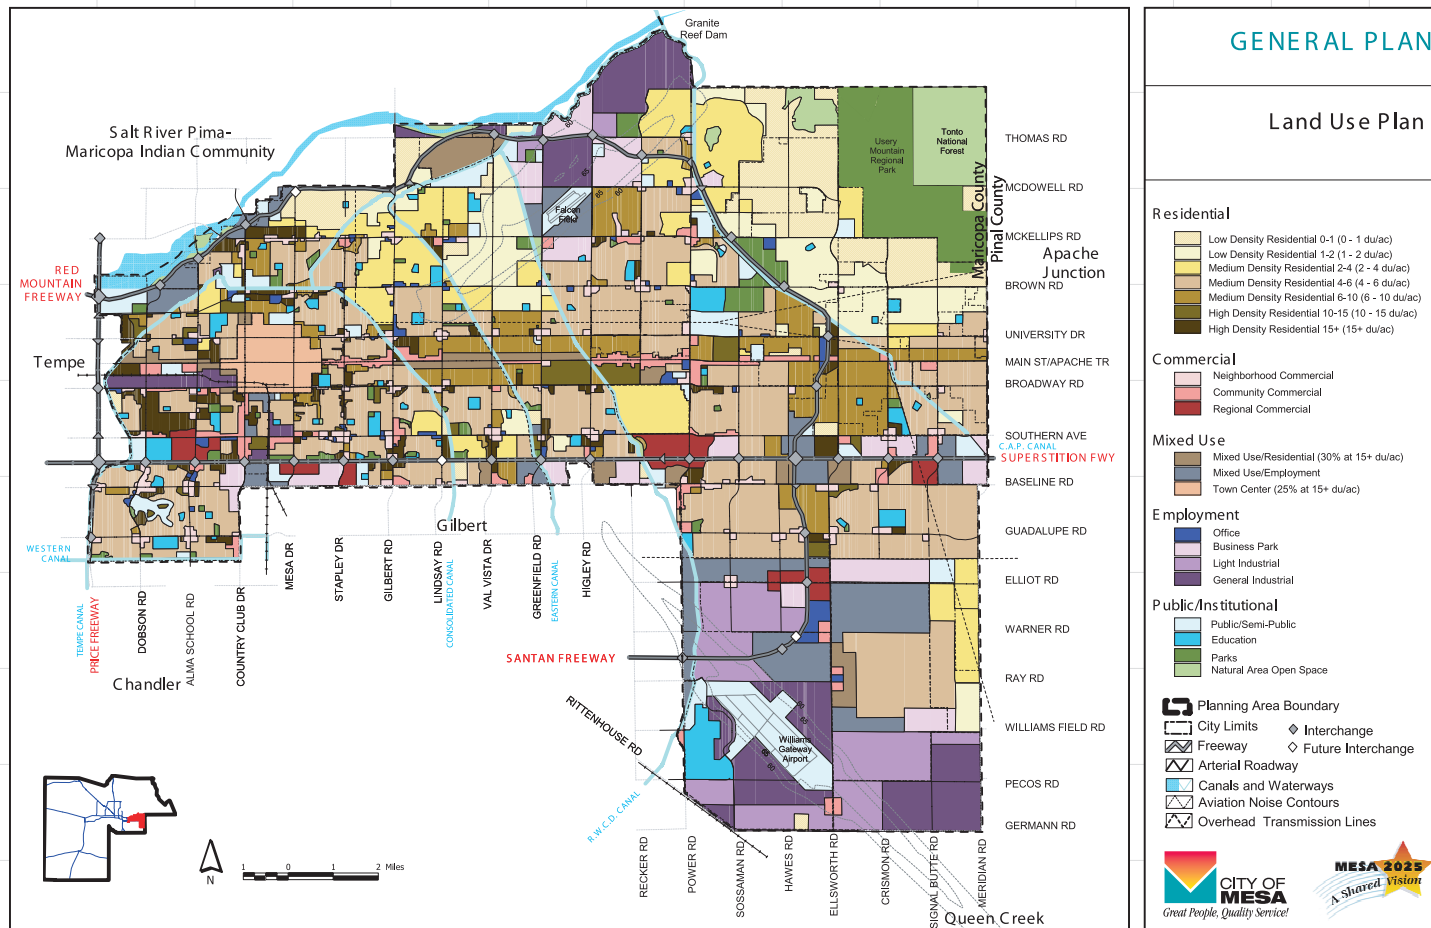 Granite
Reef Dam
Salt River Pima-
Maricopa Indian Community
THOMAS RD
Usery
Mountain
Regional
Park
Tonto
National
Forest
MCDOWELL RD
Maricopa County
Pinal County
Falcon
Field
MCKELLIPS RD
Apache
Junction
RED
MOUNTAIN
FREEWAY
BROWN RD
UNIVERSITY DR
Tempe
MAIN ST/APACHE TR
BROADWAY RD
SOUTHERN AVE
C.A.P. CANAL
SUPERSTITION FWY
BASELINE RD
Gilbert
GUADALUPE RD
WESTERN
CANAL
ELLIOT RD
TEMPE CANAL
PRICE FREEWAY
DOBSON RD
ALMA SCHOOL RD
COUNTRY CLUB DR
MESA DR
STAPLEY DR
GILBERT RD
LINDSAY RD
CONSOLIDATED CANAL
VAL VISTA DR
GREENFIELD RD
EASTERN CANAL
HIGLEY RD
WARNER RD
SANTAN FREEWAY
Chandler
RAY RD
RITTENHOUSE RD
WILLIAMS FIELD RD
Williams
Gateway
Airport
PECOS RD
R.W.C.D. CANAL
GERMANN RD
RECKER RD
POWER RD
SOSSAMAN RD
HAWES RD
ELLSWORTH RD
CRISMON RD
SIGNAL BUTTE RD
MERIDIAN RD
Queen Creek
60
65
65
60
60
65
65
60
N
1 0 1 2 Miles
GENERAL PLAN
Land Use Plan
Residential
Low Density Residential 0-1 (0 - 1 du/ac)
Low Density Residential 1-2 (1 - 2 du/ac)
Medium Density Residential 2-4 (2 - 4 du/ac)
Medium Density Residential 4-6 (4 - 6 du/ac)
Medium Density Residential 6-10 (6 - 10 du/ac)
High Density Residential 10-15 (10 - 15 du/ac)
High Density Residential 15+ (15+ du/ac)
Commercial
Neighborhood Commercial
Community Commercial
Regional Commercial
Mixed Use
Mixed Use/Residential (30% at 15+ du/ac)
Mixed Use/Employment
Town Center (25% at 15+ du/ac)
Employment
Office
Business Park
Light Industrial
General Industrial
Public/Institutional
Public/Semi-Public
Education
Parks
Natural Area Open Space
Planning Area Boundary
City Limits
Interchange
Freeway
Future Interchange
Arterial Roadway
Canals and Waterways
Aviation Noise Contours
Overhead Transmission Lines
CITY OF
MESA
Great People, Quality Service!
MESA 2025
A Shared Vision